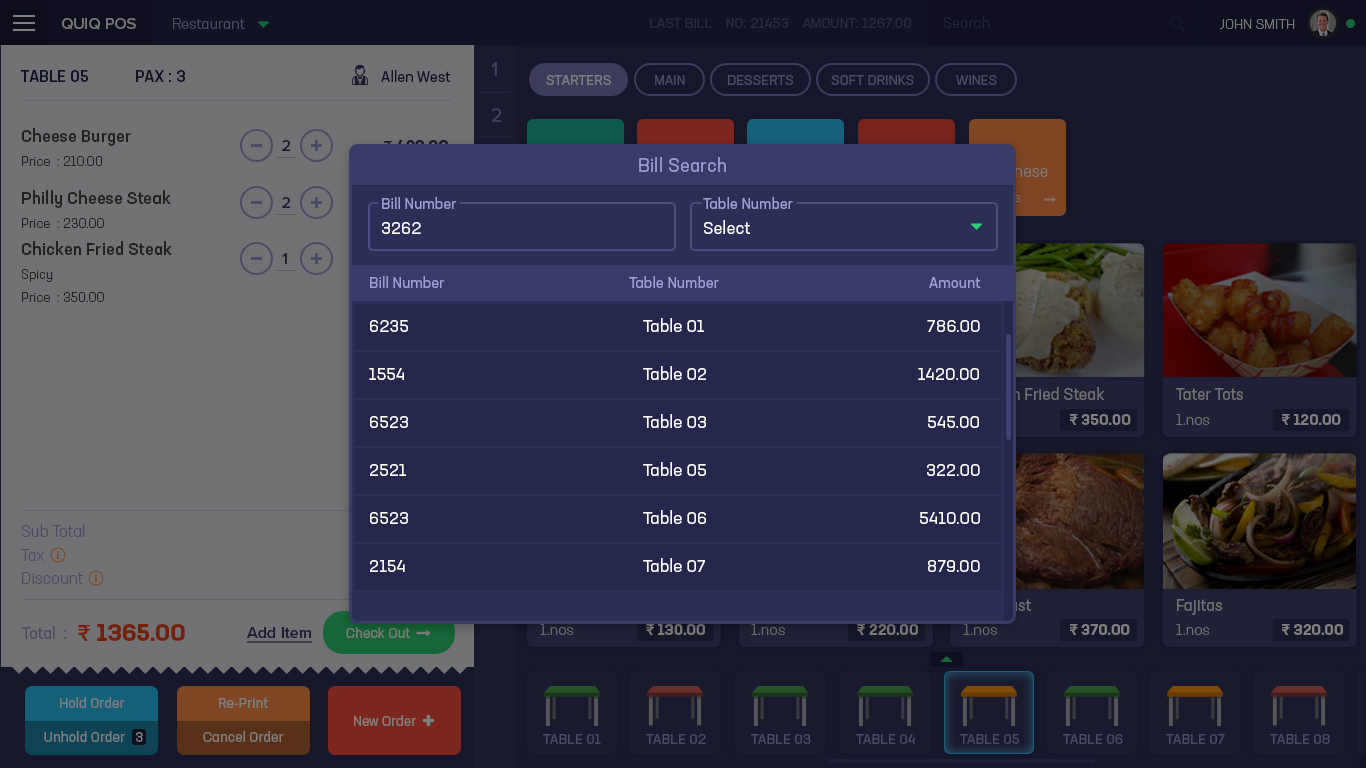 QUIQ POS
Restaurant
LAST BILL NO: 21453 AMOUNT: 1267.00
Search
JOHN SMITH
TABLE 05
PAX : 3
Allen West
Cheese Burger
Price : 210.00
2
Philly Cheese Steak
Price : 230.00
2
Chicken Fried Steak
Spicy
Price : 350.00
1
Sub Total
Tax
Discount
Total :
₹ 1365.00
Add Item
Check Out
Hold Order
Unhold Order 3
Re-Print
Cancel Order
New Order
1
2
STARTERS
MAIN
DESSERTS
SOFT DRINKS
WINES
Bill Search
Bill Number
3262
Table Number
Select
Bill Number Table Number Amount
6235 Table 01 786.00
1554 Table 02 1420.00
6523 Table 03 545.00
2521 Table 05 322.00
6523 Table 06 5410.00
2154 Table 07 879.00
Fried Steak
₹ 350.00
Tater Tots
1.nos ₹ 120.00
1.nos ₹ 130.00
1.nos ₹ 220.00
1.nos ₹ 370.00
Fajitas
1.nos ₹ 320.00
TABLE 01
TABLE 02
TABLE 03
TABLE 04
TABLE 05
TABLE 06
TABLE 07
TABLE 08